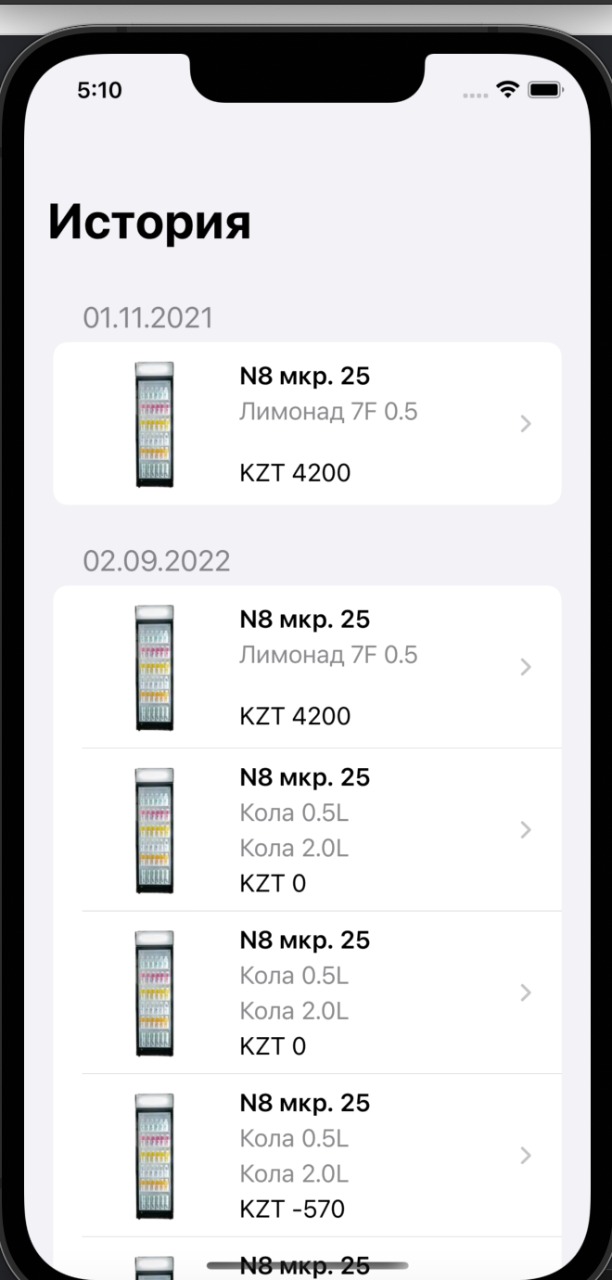 5:10
История
01.11.2021
N8 мкр. 25
Лимонад 7F 0.5
KZT 4200
02.09.2022
N8 мкр. 25
Лимонад 7F 0.5
KZT 4200
N8 мкр. 25
Кола 0.5L
Кола 2.0L
KZT 0
N8 мкр. 25
Кола 0.5L
Кола 2.0L
KZT 0
N8 мкр. 25
Кола 0.5L
Кола 2.0L
KZT -570
N8 мкр. 25